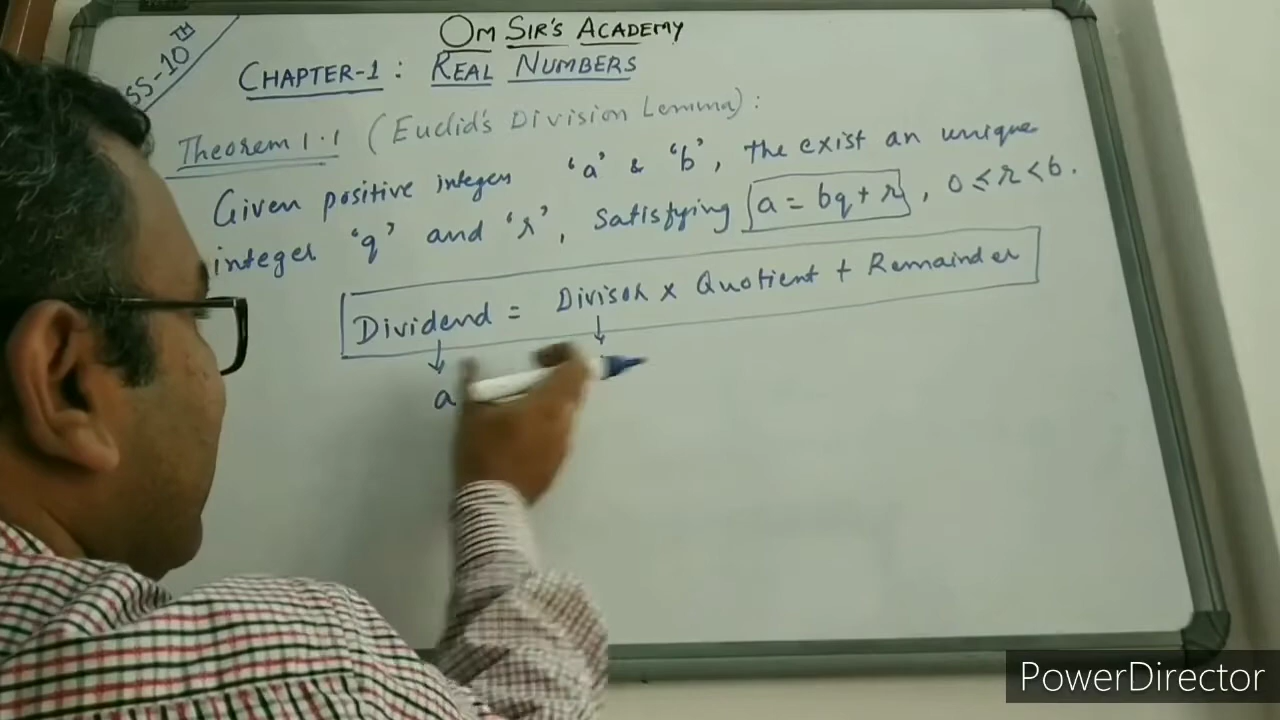 Om Sir's Academy
SS-10TH
Chapter-1: Real Numbers
Theorem 1.1 (Euclid's Division Lemma):
Given positive integers 'a' & 'b', the exist an unique
integer 'q' and 'r', Satisfying a = bq + r, 0 ≤ r < b.
Dividend = Divisor × Quotient + Remainder
a
PowerDirector